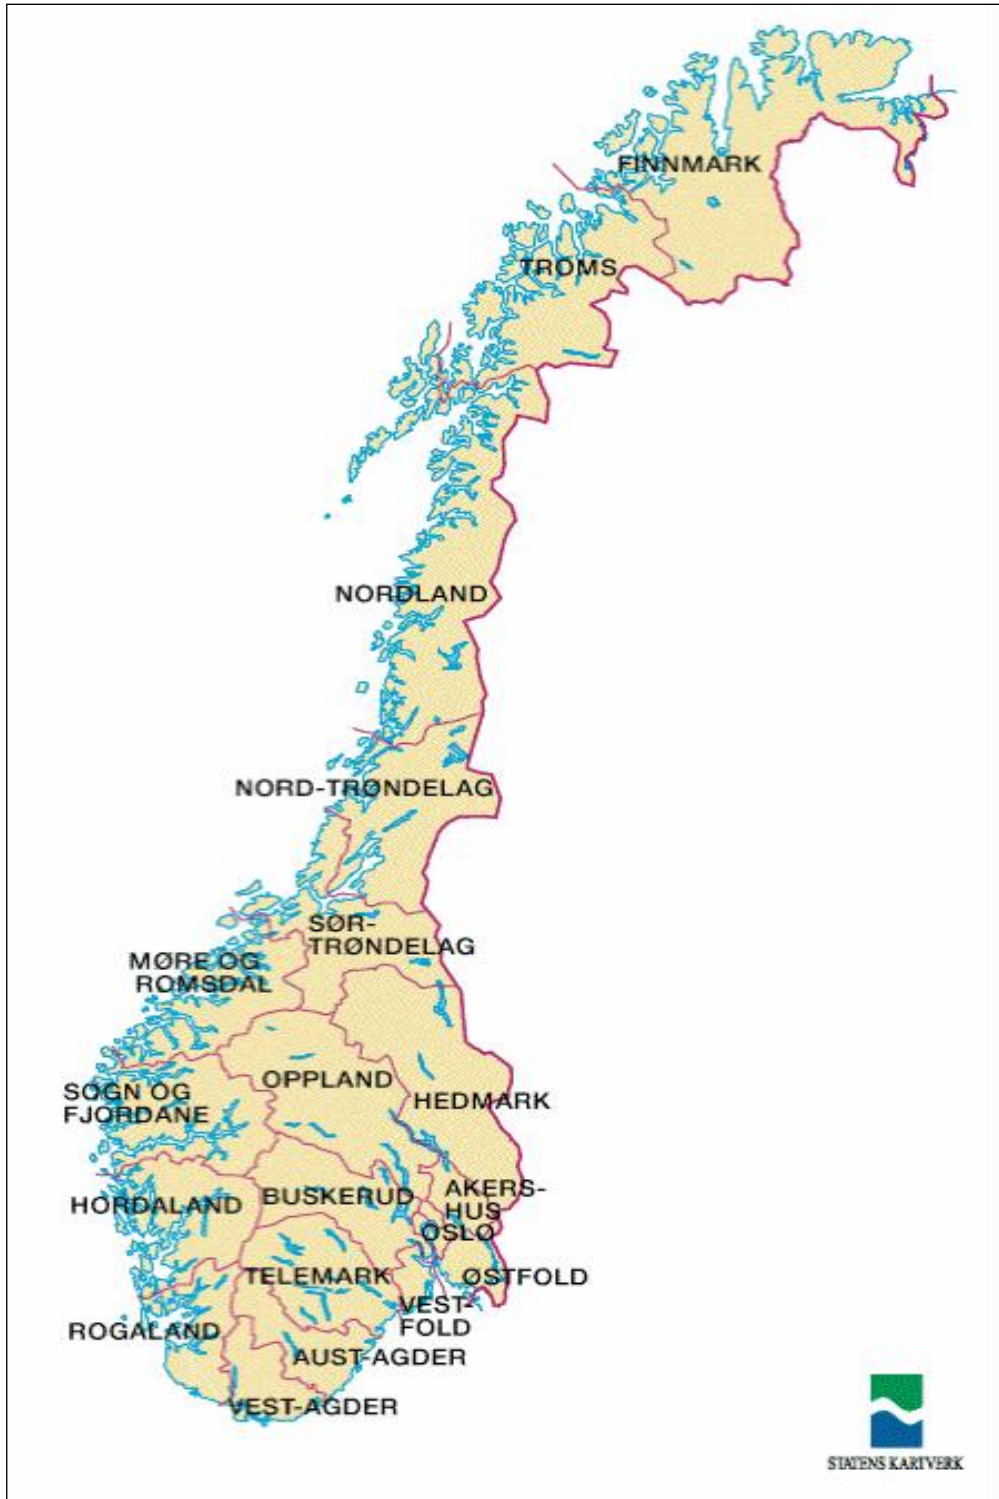 FINNMARK
TROMS
NORDLAND
NORD-TRØNDELAG
SØR-
TRØNDELAG
MØRE OG
ROMSDAL
OPPLAND
SOGN OG
FJORDANE
HEDMARK
AKERS-
HUS
BUSKERUD
HORDALAND
OSLO
TELEMARK
ØSTFOLD
VEST-
FOLD
ROGALAND
AUST-AGDER
VEST-AGDER
STATENS KARTVERK